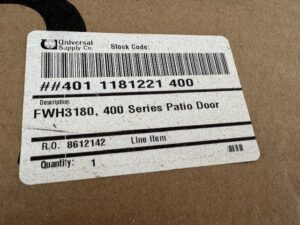 Universal
Supply Co.
Stock Code:
##401 1181221 400
Description:
FWH3180, 400 Series Patio Door
R.O. 8612142 Line Item
Quantity: 1